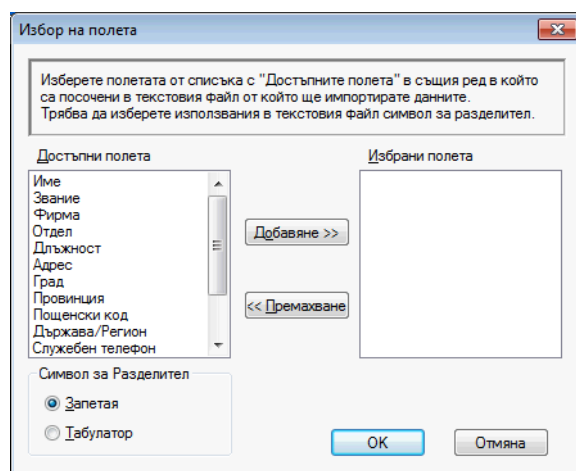 Избор на полета
Изберете полетата от списъка с "Достъпните полета" в същия ред в който
са посочени в текстовия файл от който ще импортирате данните.
Трябва да изберете използвания в текстовия файл символ за разделител.
Достъпни полета
Избрани полета
Име
Звание
Фирма
Отдел
Длъжност
Адрес
Град
Провинция
Пощенски код
Държава/Регион
Служебен телефон
Добавяне >>
<< Премахване
Символ за Разделител
Запетая
Табулатор
OK
Отмяна